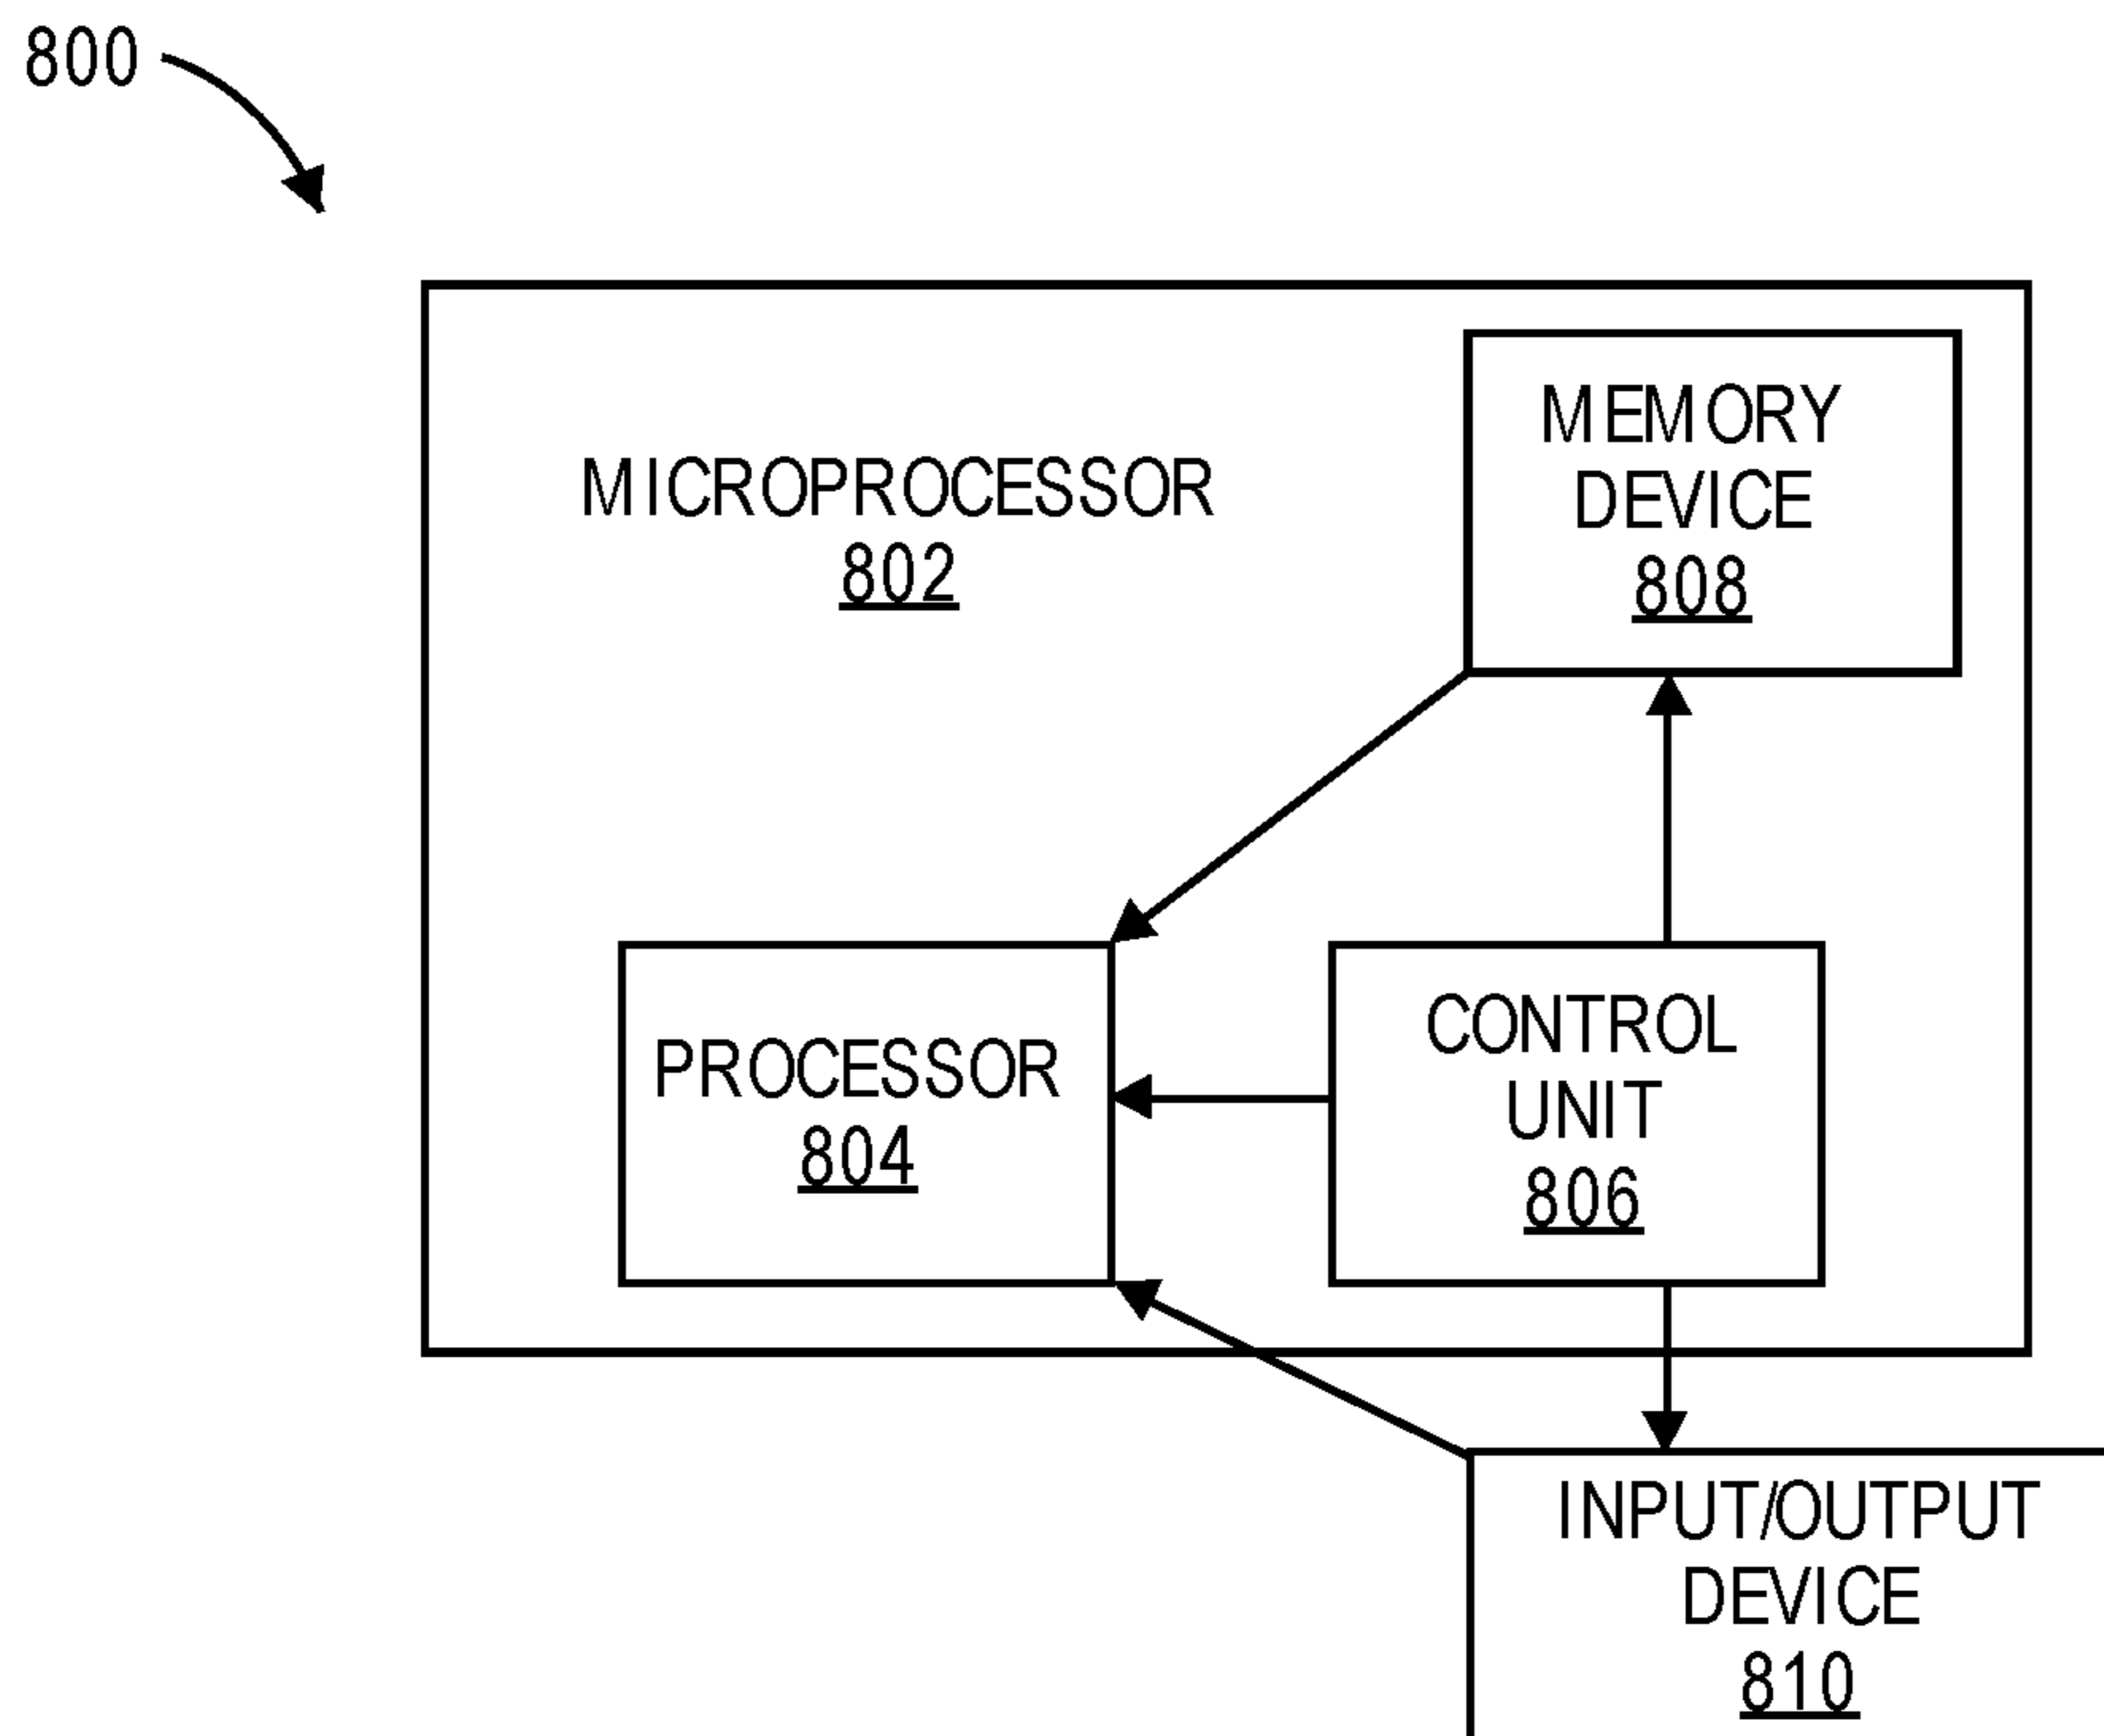 800
MICROPROCESSOR
802
MEMORY
DEVICE
808
PROCESSOR
804
CONTROL
UNIT
806
INPUT/OUTPUT
DEVICE
810